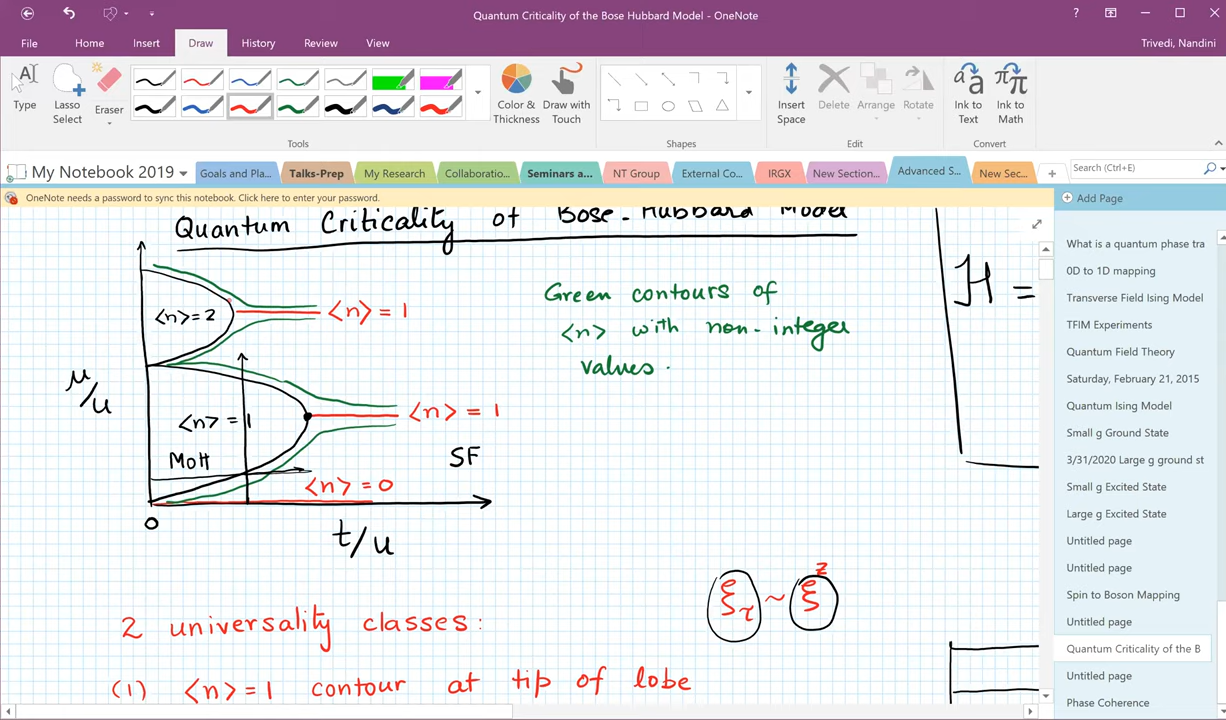 Quantum Criticality of the Bose Hubbard Model - OneNote
?
File Home Insert Draw History Review View
Trivedi, Nandini
Type
Lasso Select
Eraser
Color & Thickness
Draw with Touch
Insert Space
Delete
Arrange
Rotate
Ink to Text
Ink to Math
Tools
Shapes
Edit
Convert
My Notebook 2019
Goals and Pla...
Talks-Prep
My Research
Collaboratio...
Seminars a...
NT Group
External Co...
IRGX
New Section...
Advanced S...
New Sec...
Search (Ctrl+E)
OneNote needs a password to sync this notebook. Click here to enter your password.
Add Page
Quantum Criticality of Bose-Hubbard Model
<n>=2
<n> = 1
Green contours of
<n> with non-integer
values.
μ/u
<n> = 1
<n> = 1
Mott
SF
<n> = 0
0
t/u
ξτ ~ ξz
2 universality classes:
(1) <n>=1 contour at tip of lobe
H =
What is a quantum phase tra
0D to 1D mapping
Transverse Field Ising Model
TFIM Experiments
Quantum Field Theory
Saturday, February 21, 2015
Quantum Ising Model
Small g Ground State
3/31/2020 Large g ground st
Small g Excited State
Large g Excited State
Untitled page
Untitled page
Spin to Boson Mapping
Untitled page
Quantum Criticality of the B
Untitled page
Phase Coherence